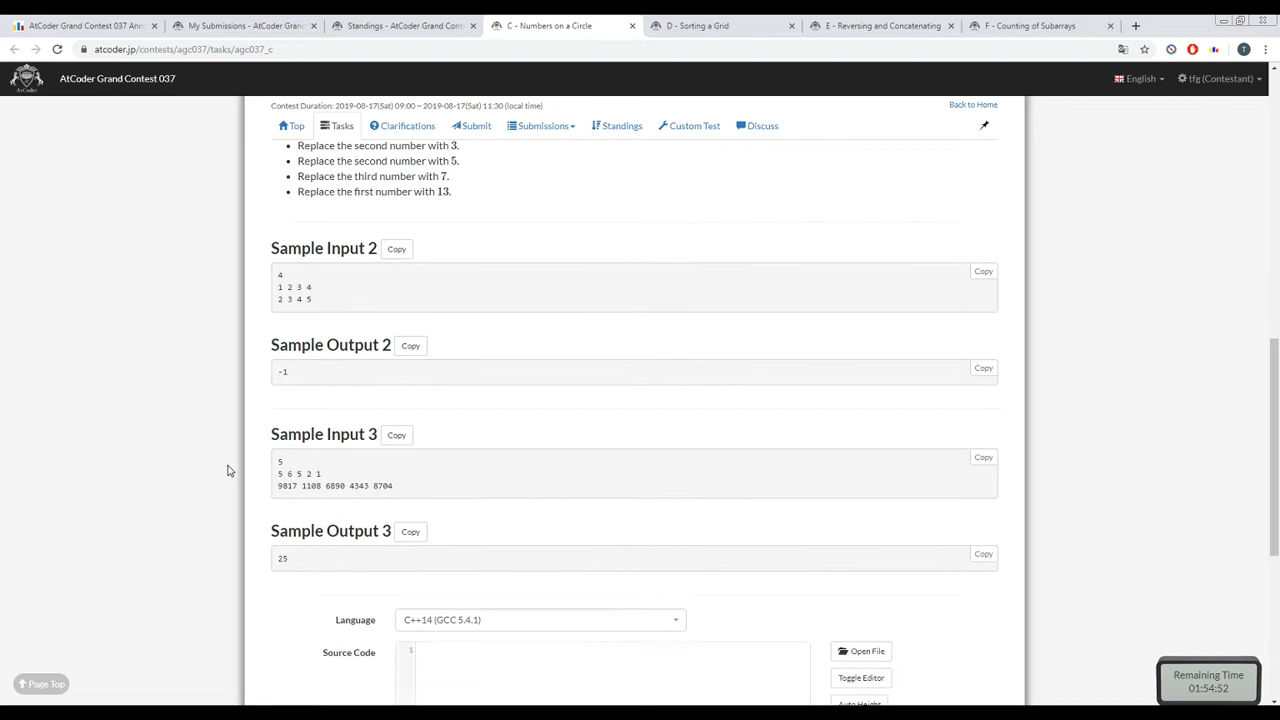 AtCoder Grand Contest 037 Ann
My Submissions - AtCoder Gran
Standings - AtCoder Grand Cont
C - Numbers on a Circle
D - Sorting a Grid
E - Reversing and Concatenating
F - Counting of Subarrays
atcoder.jp/contests/agc037/tasks/agc037_c
AtCoder Grand Contest 037
English
tfg (Contestant)
Contest Duration: 2019-08-17(Sat) 09:00 ~ 2019-08-17(Sat) 11:30 (local time)
Back to Home
Top
Tasks
Clarifications
Submit
Submissions
Standings
Custom Test
Discuss
• Replace the second number with 3.
• Replace the second number with 5.
• Replace the third number with 7.
• Replace the first number with 13.
Sample Input 2 Copy
Copy
4
1 2 3 4
2 3 4 5
Sample Output 2 Copy
Copy
-1
Sample Input 3 Copy
Copy
5
5 6 5 2 1
9817 1108 6890 4343 8704
Sample Output 3 Copy
Copy
25
Language
C++14 (GCC 5.4.1)
Source Code
1
Open File
Toggle Editor
Auto Height
Page Top
Remaining Time
01:54:52